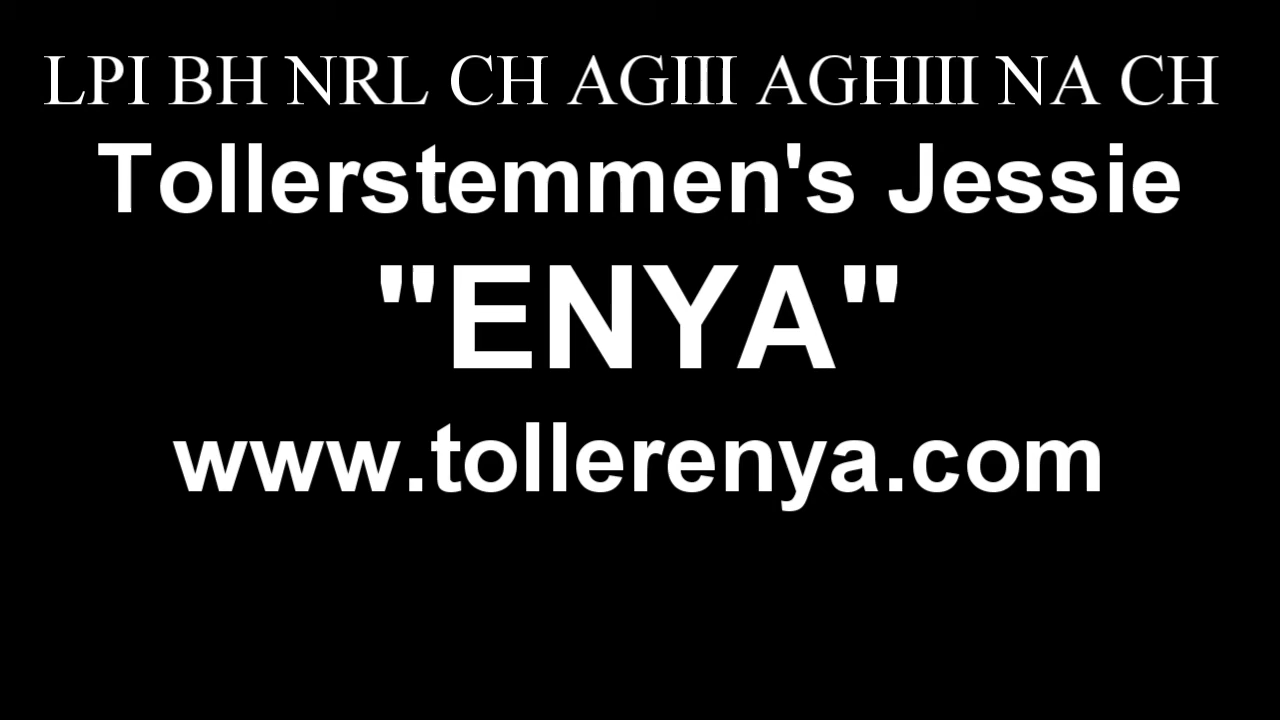 LPI BH NRL CH AGIII AGHIII NA CH
Tollerstemmen's Jessie
"ENYA"
www.tollerenya.com